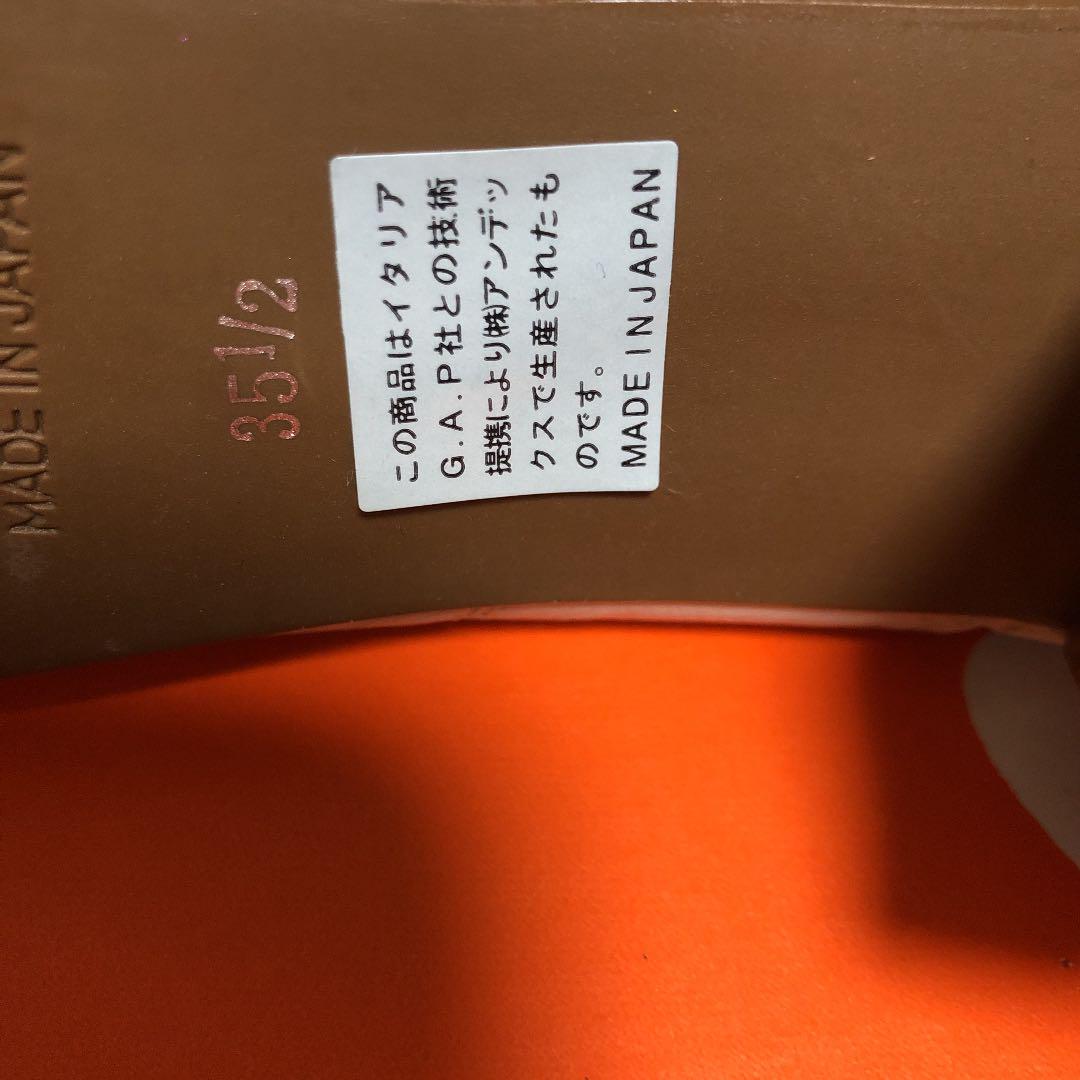 MADE IN JAPAN
35 1/2
この商品はイタリア
G.A.P社との技術
提携により㈱アンデッ
クスで生産されたも
のです。
MADE IN JAPAN